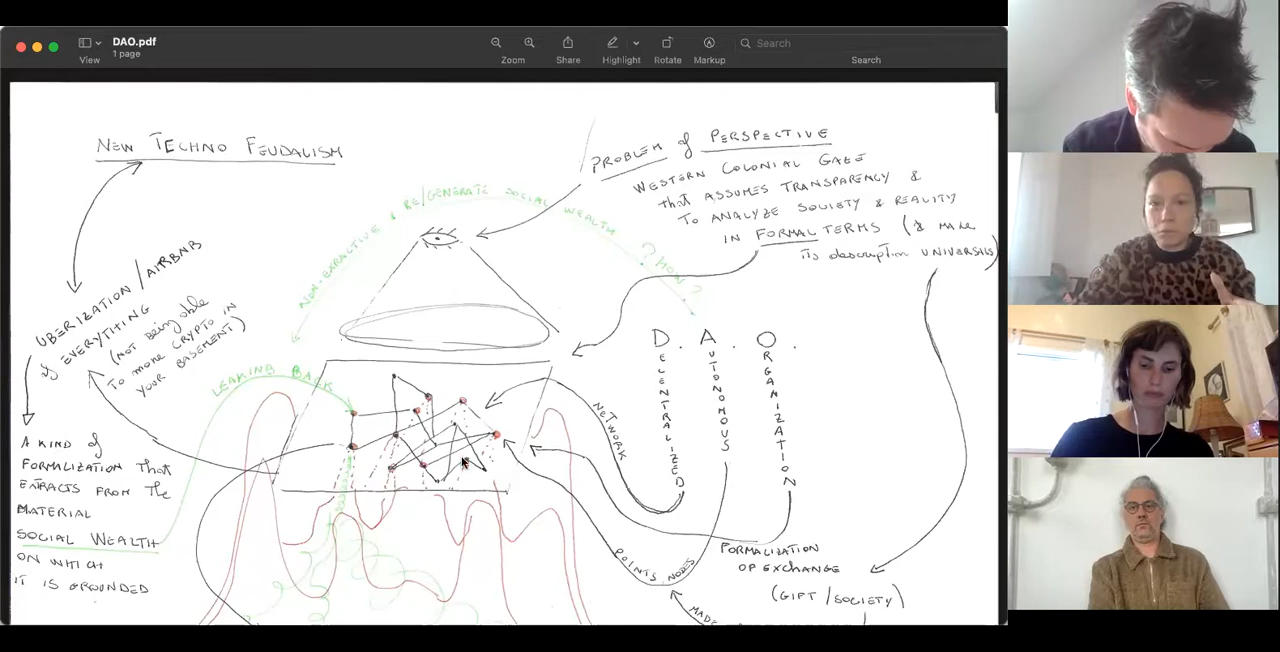 DAO.pdf
1 page
View
Zoom
Share
Highlight
Rotate
Markup
Search
Search
NEW TECHNO FEUDALISM
PROBLEM of PERSPECTIVE
WESTERN COLONIAL GAZE
that ASSUMES TRANSPARENCY &
TO ANALYZE SOCIETY & REALITY
IN FORMAL TERMS (& MAKE
its description UNIVERSAL)
NON-EXTRACTIVE & RE/GENERATE SOCIAL WEALTH
? HOW ?
UBERIZATION / AIRBNB
of EVERYTHING
(NOT BEING ABLE
TO MINE CRYPTO IN
YOUR BASEMENT)
LEAKING BACK
D. A. O.
DECENTRALIZED
AUTONOMOUS
ORGANIZATION
NETWORK
A KIND of
FORMALIZATION THAT
EXTRACTS FROM THE
MATERIAL
SOCIAL WEALTH
ON WHICH
IT IS GROUNDED
POINTS, NODES
FORMALIZATION
OF EXCHANGE
(GIFT / SOCIETY)
MADE